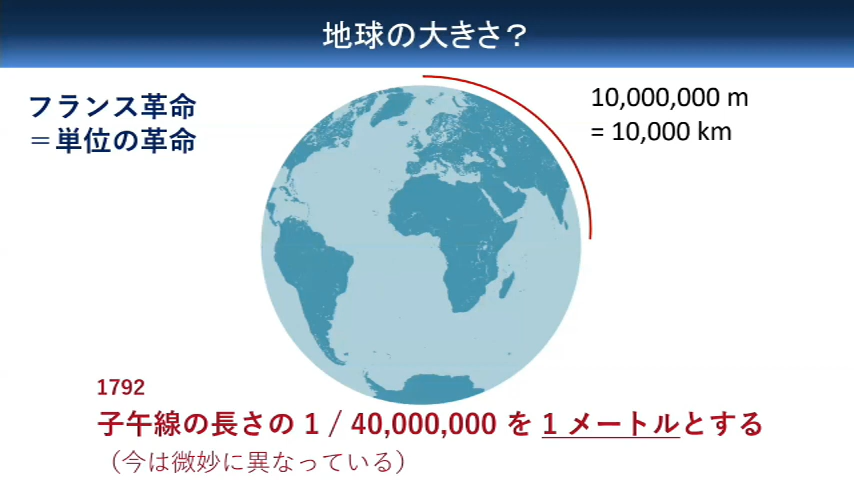 地球の大きさ？
フランス革命
＝単位の革命
10,000,000 m
= 10,000 km
1792
子午線の長さの 1 / 40,000,000 を 1 メートルとする
（今は微妙に異なっている）